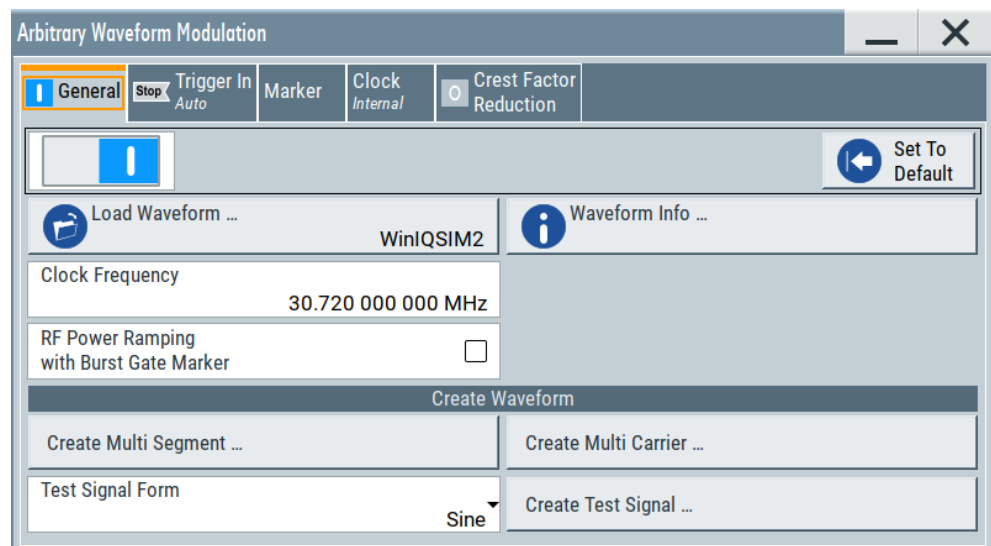 Arbitrary Waveform Modulation
General
Stop
Trigger In
Auto
Marker
Clock
Internal
Crest Factor
Reduction
Set To
Default
Load Waveform ...
WinIQSIM2
Waveform Info ...
Clock Frequency
30.720 000 000 MHz
RF Power Ramping
with Burst Gate Marker
Create Waveform
Create Multi Segment ...
Create Multi Carrier ...
Test Signal Form
Sine
Create Test Signal ...